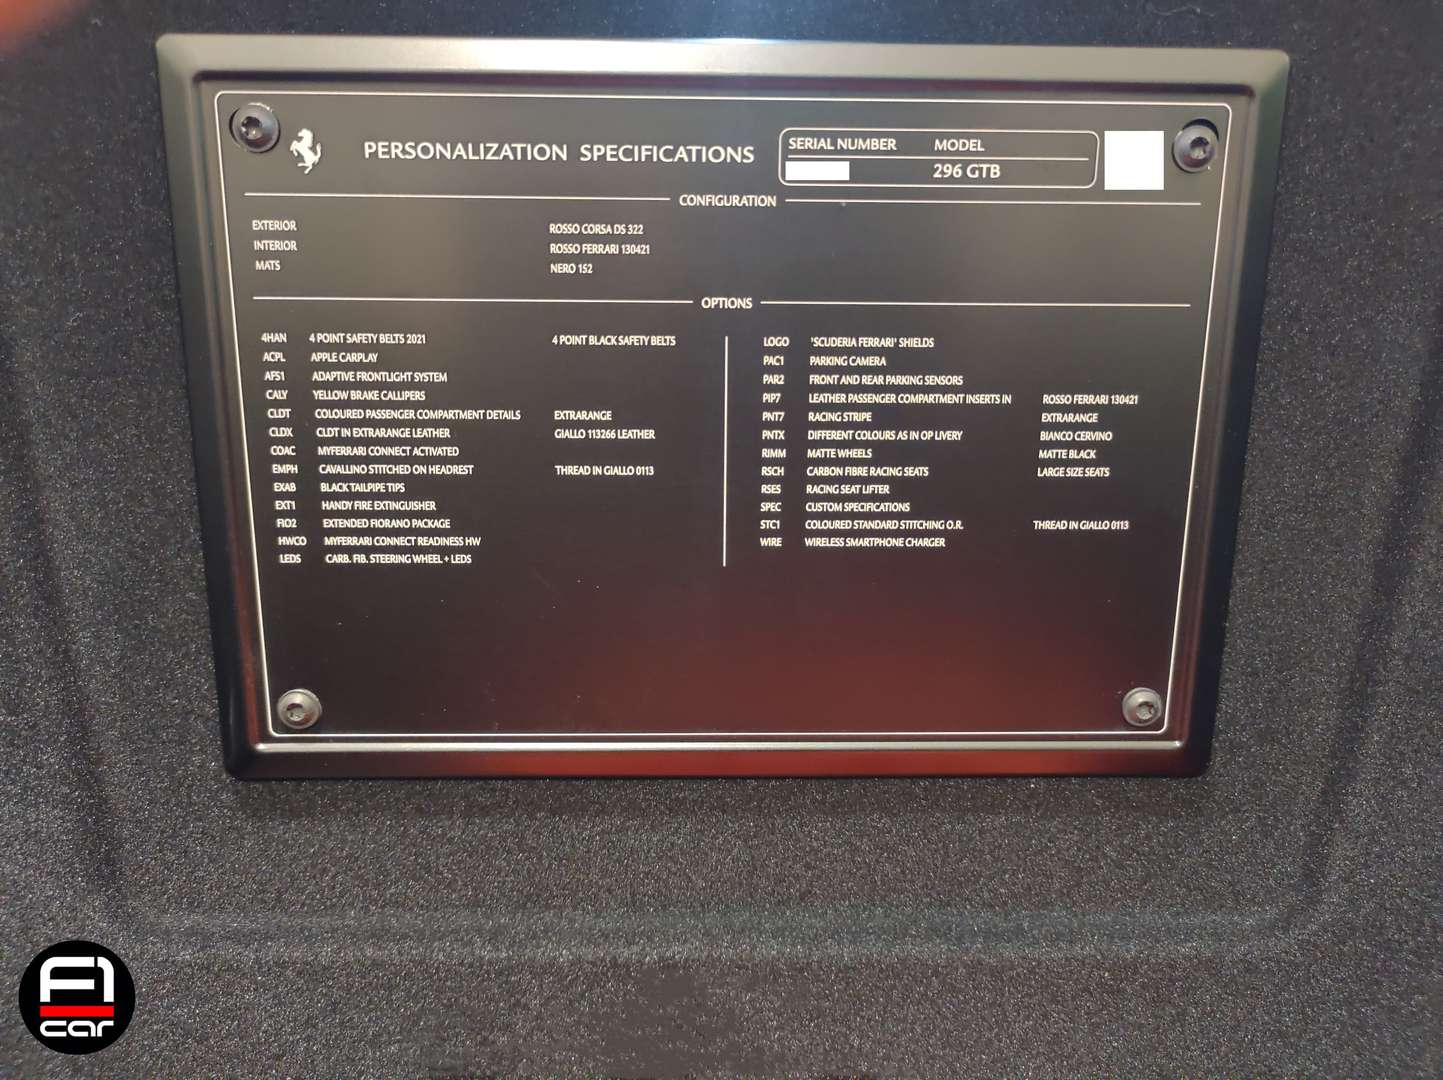 PERSONALIZATION SPECIFICATIONS
SERIAL NUMBER MODEL
296 GTB
CONFIGURATION
EXTERIOR ROSSO CORSA DS 322
INTERIOR ROSSO FERRARI 130421
MATS NERO 152
OPTIONS
4HAN 4 POINT SAFETY BELTS 2021 4 POINT BLACK SAFETY BELTS
ACPL APPLE CARPLAY
AFS1 ADAPTIVE FRONTLIGHT SYSTEM
CALY YELLOW BRAKE CALLIPERS
CLDT COLOURED PASSENGER COMPARTMENT DETAILS EXTRARANGE
CLDX CLDT IN EXTRARANGE LEATHER GIALLO 113266 LEATHER
COAC MYFERRARI CONNECT ACTIVATED
EMPH CAVALLINO STITCHED ON HEADREST THREAD IN GIALLO 0113
EXAB BLACK TAILPIPE TIPS
EXT1 HANDY FIRE EXTINGUISHER
FIO2 EXTENDED FIORANO PACKAGE
HWCO MYFERRARI CONNECT READINESS HW
LEDS CARB. FIB. STEERING WHEEL + LEDS
LOGO 'SCUDERIA FERRARI' SHIELDS
PAC1 PARKING CAMERA
PAR2 FRONT AND REAR PARKING SENSORS
PIP7 LEATHER PASSENGER COMPARTMENT INSERTS IN ROSSO FERRARI 130421
PNT7 RACING STRIPE EXTRARANGE
PNTX DIFFERENT COLOURS AS IN OP LIVERY BIANCO CERVINO
RIMM MATTE WHEELS MATTE BLACK
RSCH CARBON FIBRE RACING SEATS LARGE SIZE SEATS
RSES RACING SEAT LIFTER
SPEC CUSTOM SPECIFICATIONS
STC1 COLOURED STANDARD STITCHING O.R. THREAD IN GIALLO 0113
WIRE WIRELESS SMARTPHONE CHARGER
A1
car